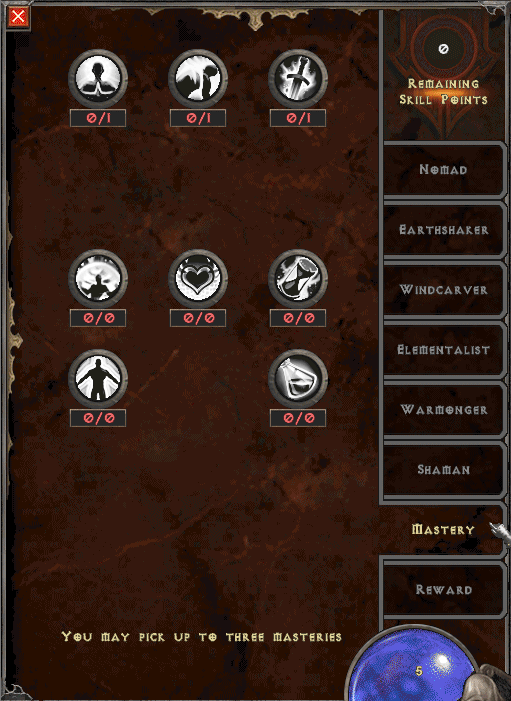 0
Remaining
Skill Points
0/1 0/1 0/1
Nomad
Earthshaker
Windcarver
0/0 0/0 0/0
Elementalist
Warmonger
0/0 0/0
Shaman
Mastery
Reward
You may pick up to three masteries
5